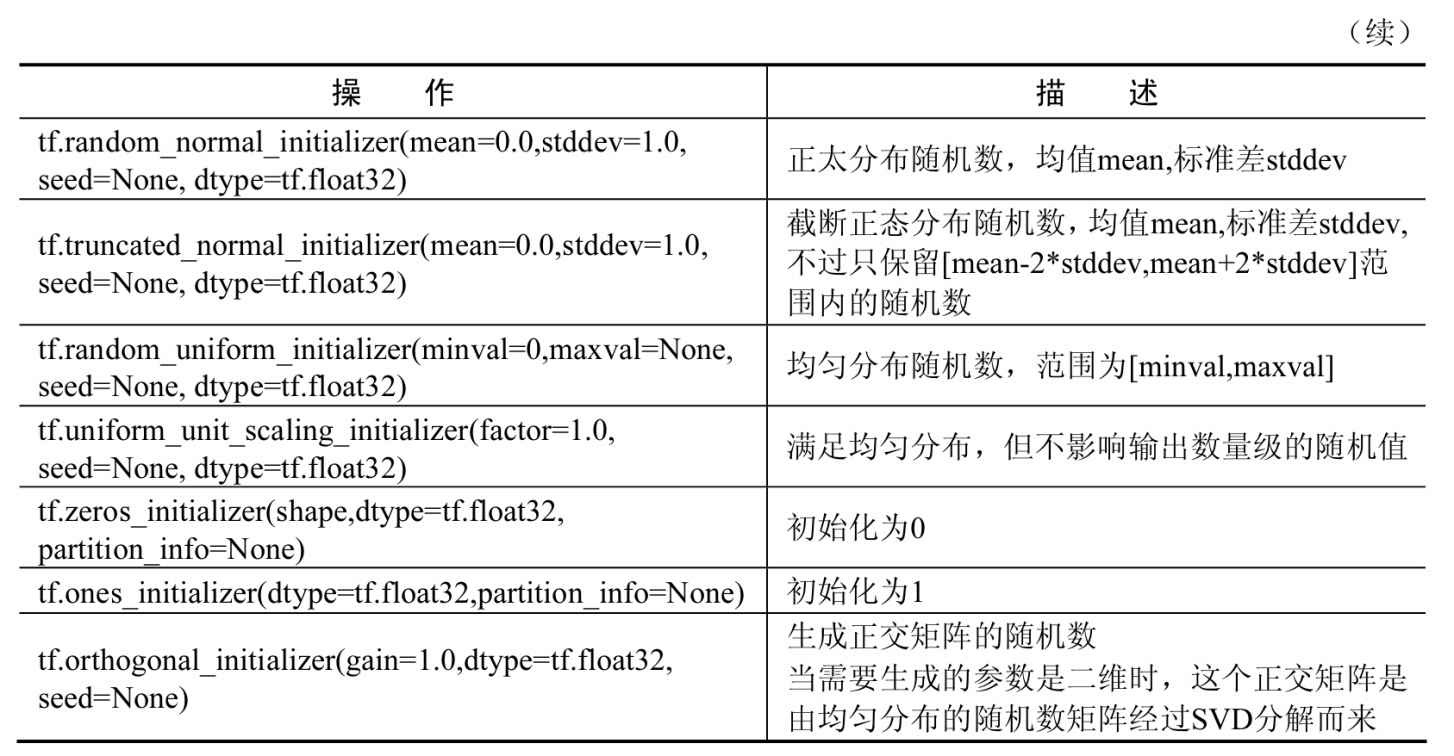 （续）
操 作
描 述
tf.random_normal_initializer(mean=0.0,stddev=1.0,
seed=None, dtype=tf.float32)
正太分布随机数，均值mean,标准差stddev
tf.truncated_normal_initializer(mean=0.0,stddev=1.0,
seed=None, dtype=tf.float32)
截断正态分布随机数，均值mean,标准差stddev,
不过只保留[mean-2*stddev,mean+2*stddev]范
围内的随机数
tf.random_uniform_initializer(minval=0,maxval=None,
seed=None, dtype=tf.float32)
均匀分布随机数，范围为[minval,maxval]
tf.uniform_unit_scaling_initializer(factor=1.0,
seed=None, dtype=tf.float32)
满足均匀分布，但不影响输出数量级的随机值
tf.zeros_initializer(shape,dtype=tf.float32,
partition_info=None)
初始化为0
tf.ones_initializer(dtype=tf.float32,partition_info=None)
初始化为1
tf.orthogonal_initializer(gain=1.0,dtype=tf.float32,
seed=None)
生成正交矩阵的随机数
当需要生成的参数是二维时，这个正交矩阵是
由均匀分布的随机数矩阵经过SVD分解而来